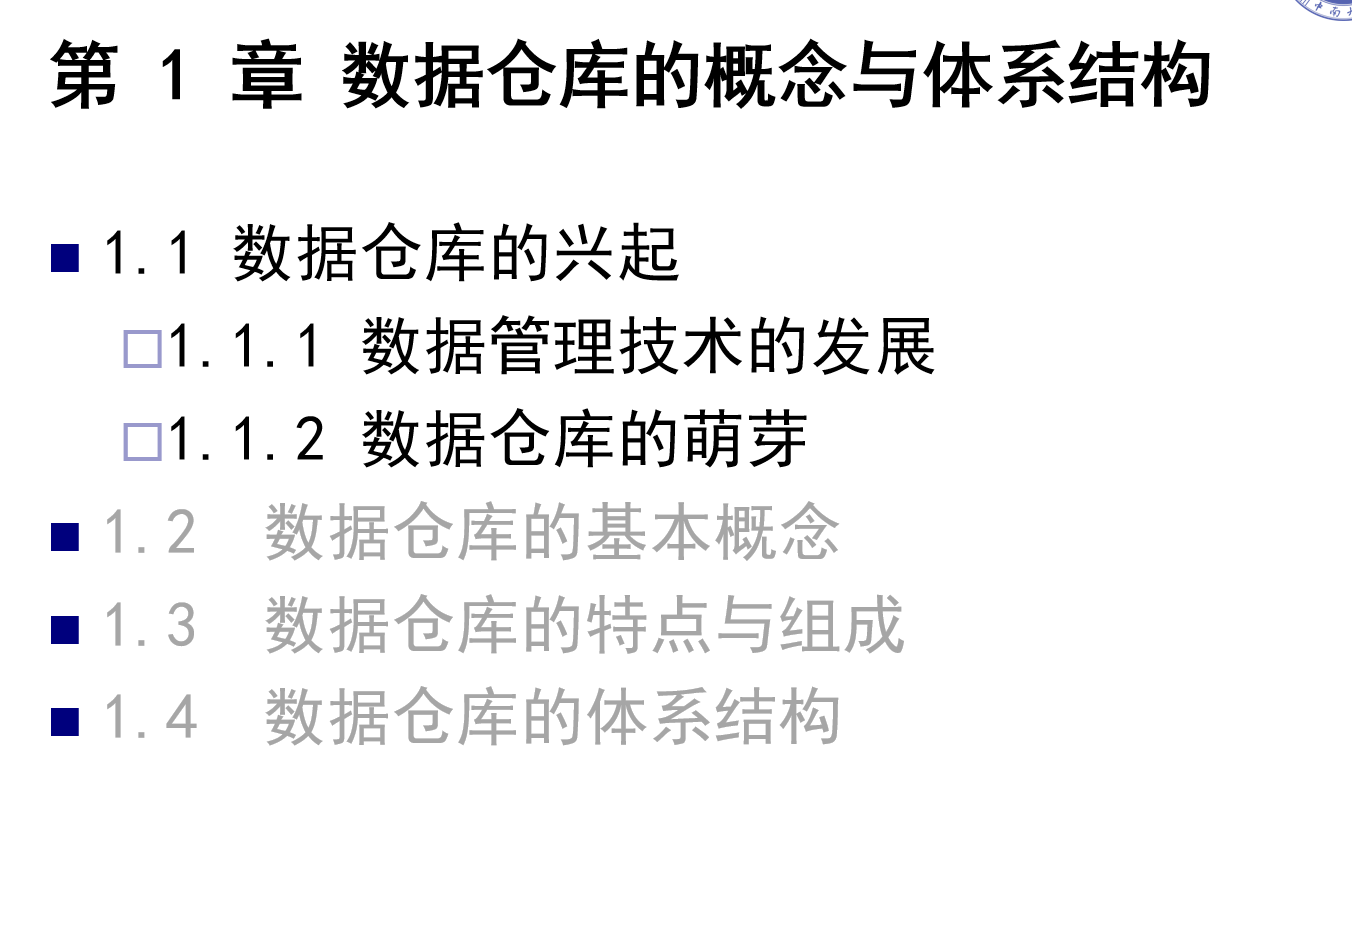 第 1 章 数据仓库的概念与体系结构
1.1 数据仓库的兴起
1.1.1 数据管理技术的发展
1.1.2 数据仓库的萌芽
1.2 数据仓库的基本概念
1.3 数据仓库的特点与组成
1.4 数据仓库的体系结构
中南